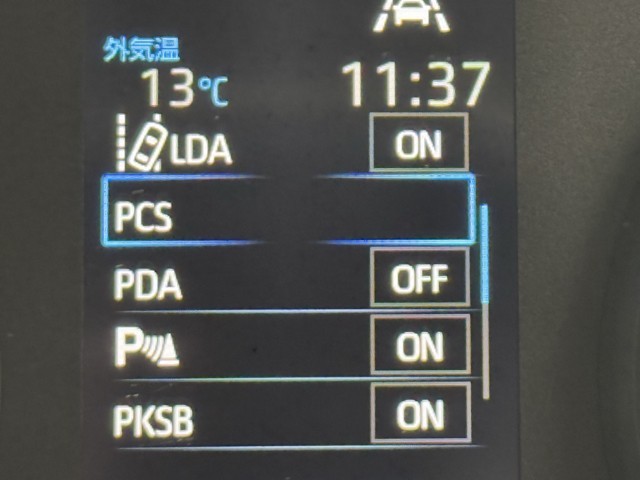 外気温
13℃ 11:37
LDA ON
PCS
PDA OFF
P ON
PKSB ON